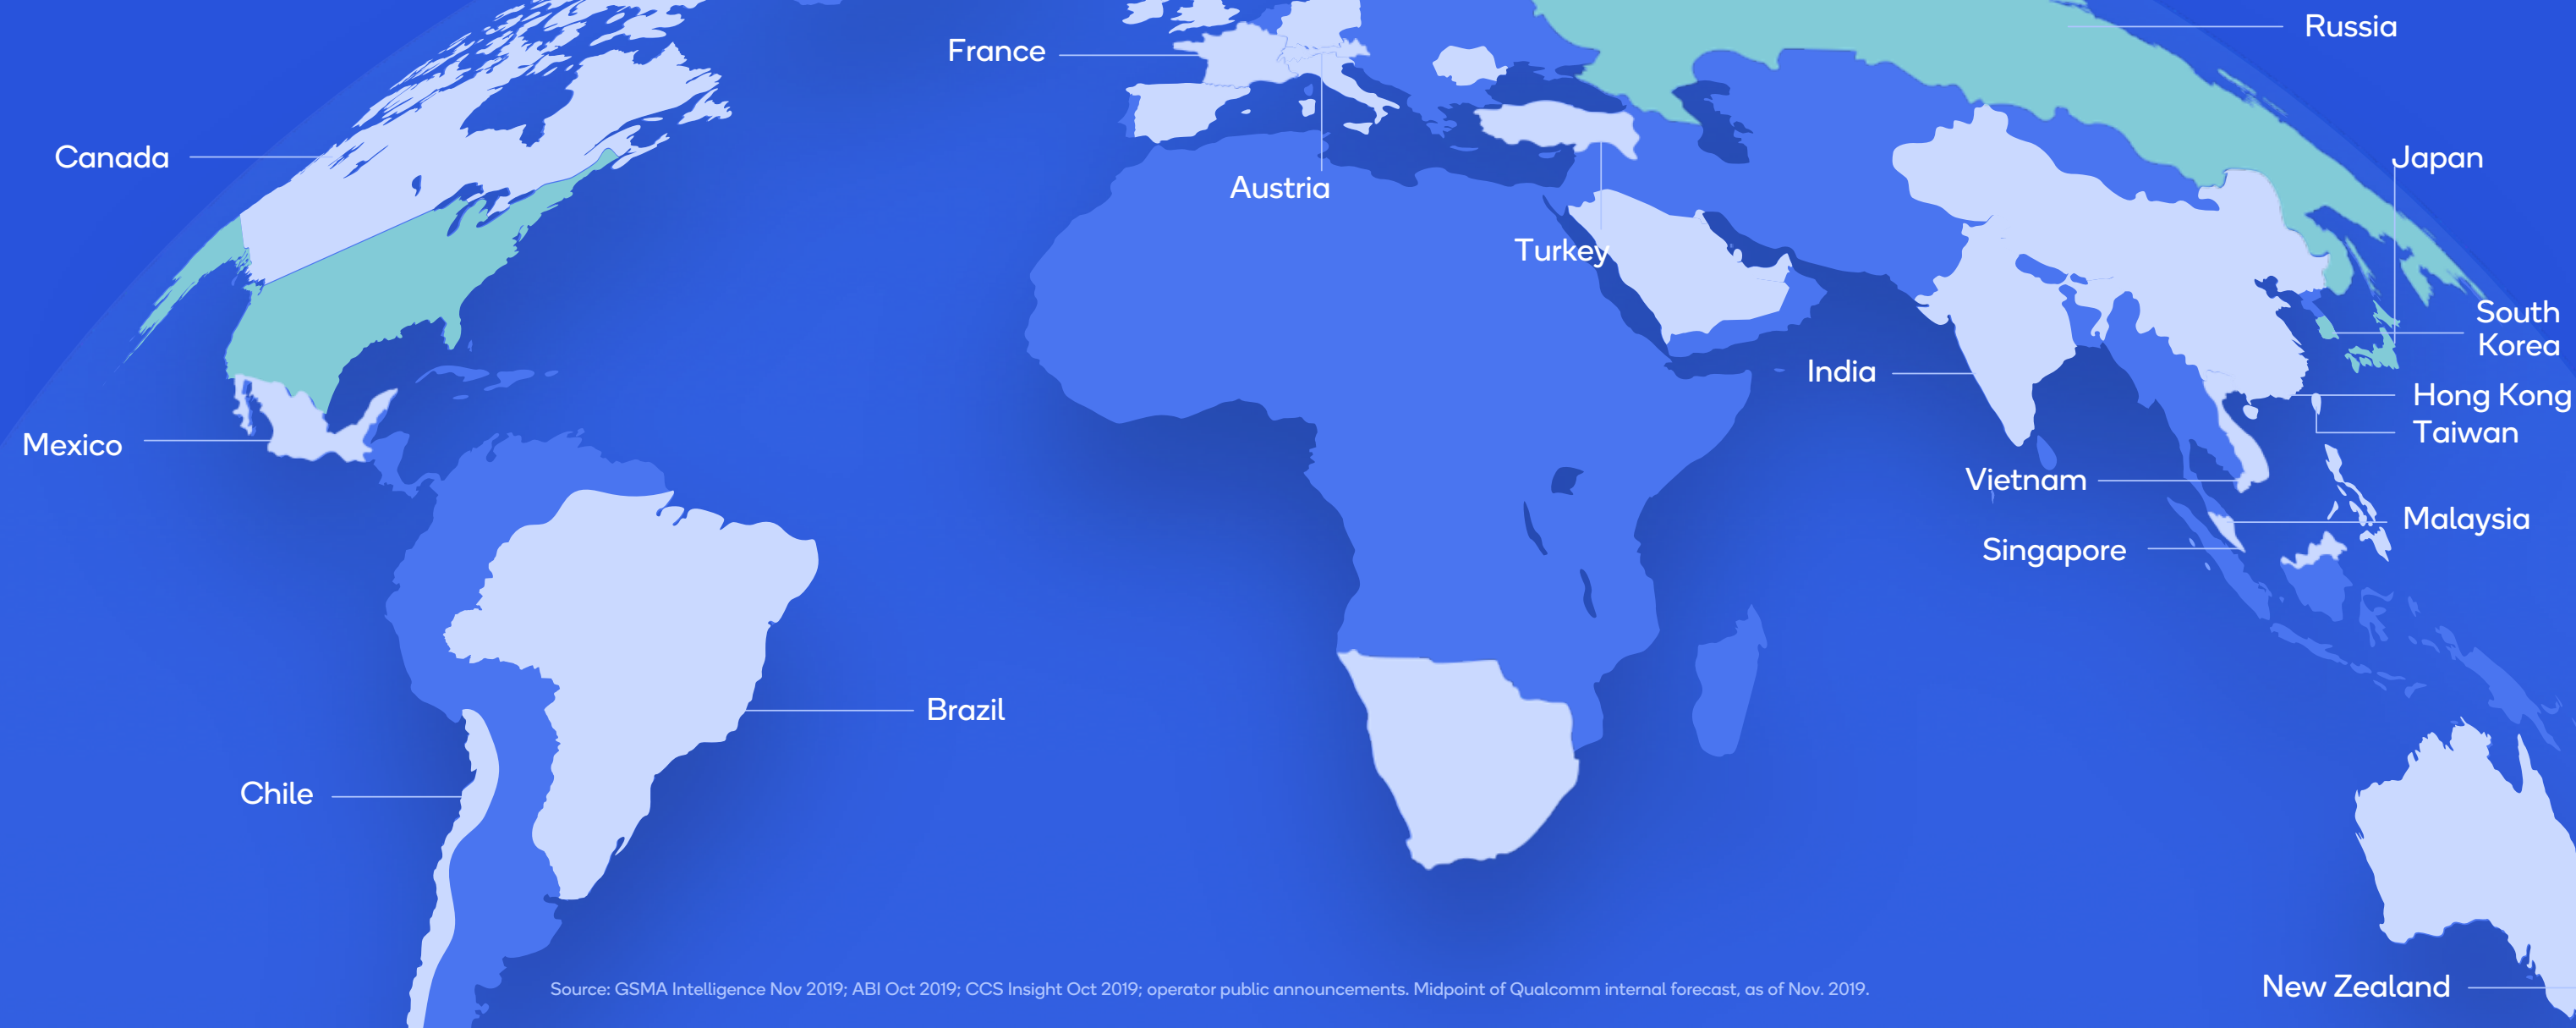 Russia
France
Canada
Japan
Austria
Turkey
South
Korea
India
Hong Kong
Taiwan
Mexico
Vietnam
Malaysia
Singapore
Brazil
Chile
New Zealand
Source: GSMA Intelligence Nov 2019; ABI Oct 2019; CCS Insight Oct 2019; operator public announcements. Midpoint of Qualcomm internal forecast, as of Nov. 2019.